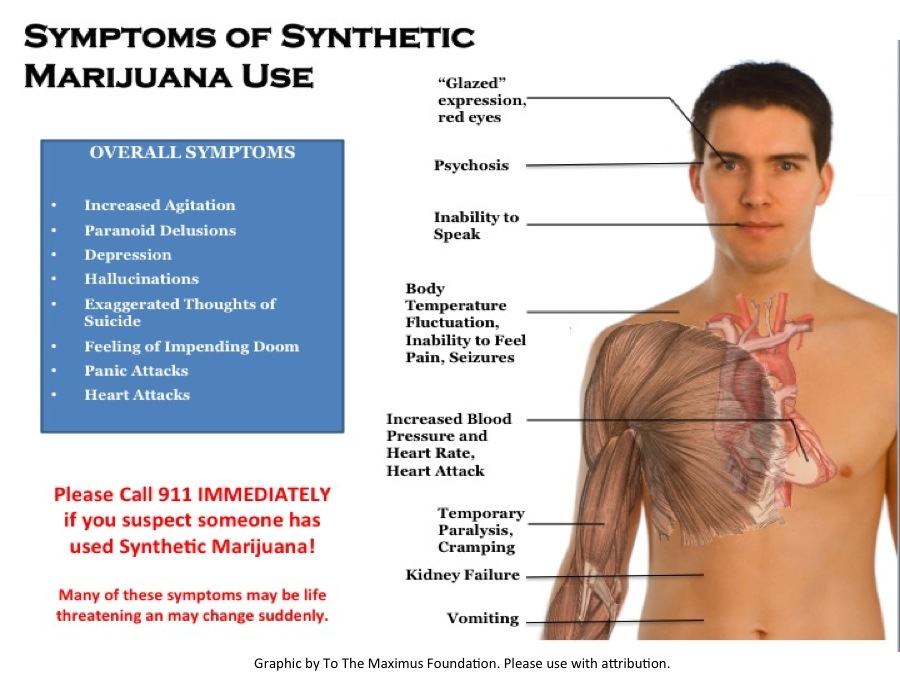 SYMPTOMS OF SYNTHETIC
MARIJUANA USE
OVERALL SYMPTOMS
• Increased Agitation
• Paranoid Delusions
• Depression
• Hallucinations
• Exaggerated Thoughts of
Suicide
• Feeling of Impending Doom
• Panic Attacks
• Heart Attacks
Please Call 911 IMMEDIATELY
if you suspect someone has
used Synthetic Marijuana!
Many of these symptoms may be life
threatening an may change suddenly.
“Glazed”
expression,
red eyes
Psychosis
Inability to
Speak
Body
Temperature
Fluctuation,
Inability to Feel
Pain, Seizures
Increased Blood
Pressure and
Heart Rate,
Heart Attack
Temporary
Paralysis,
Cramping
Kidney Failure
Vomiting
Graphic by To The Maximus Foundation. Please use with attribution.